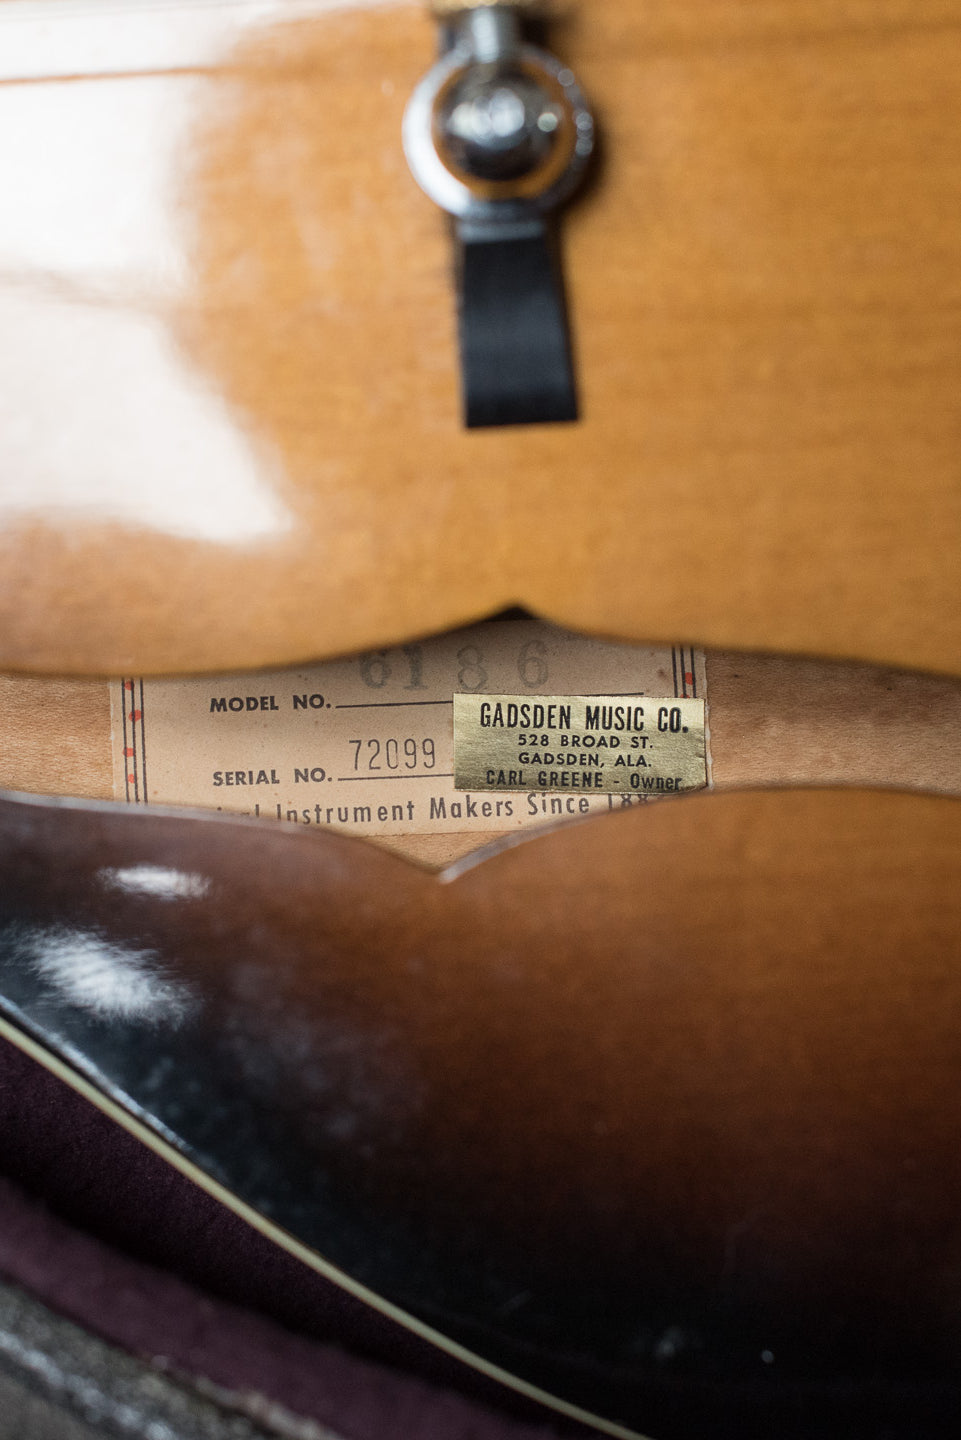 6186
MODEL NO.
72099
SERIAL NO.
Instrument Makers Since
GADSDEN MUSIC CO.
528 BROAD ST.
GADSDEN, ALA.
CARL GREENE - Owner